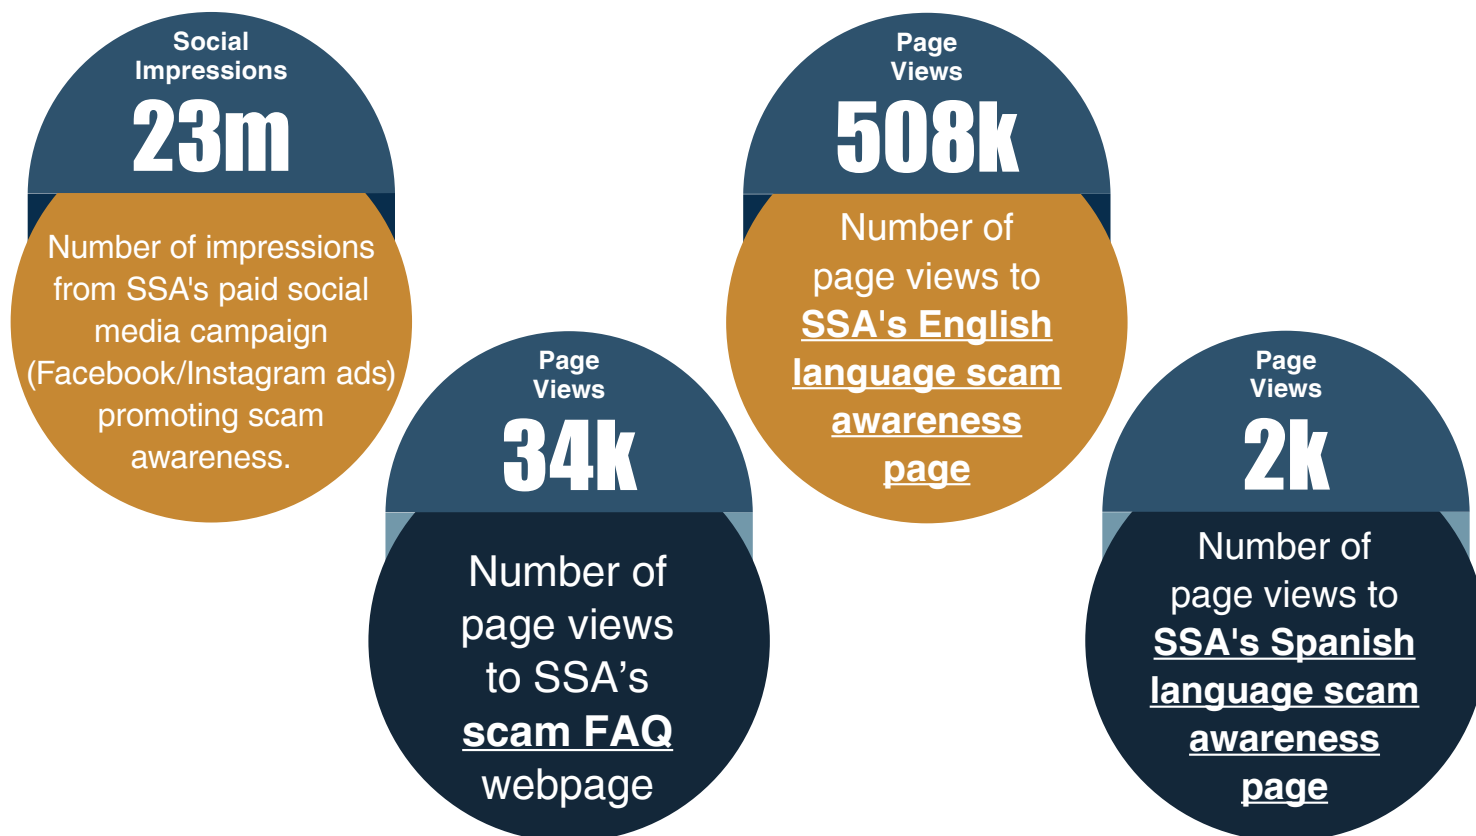 Social
Impressions
23m
Number of impressions
from SSA's paid social
media campaign
(Facebook/Instagram ads)
promoting scam
awareness.
Page
Views
34k
Number of
page views
to SSA’s
scam FAQ
webpage
Page
Views
508k
Number of
page views to
SSA's English
language scam
awareness
page
Page
Views
2k
Number of
page views to
SSA's Spanish
language scam
awareness
page